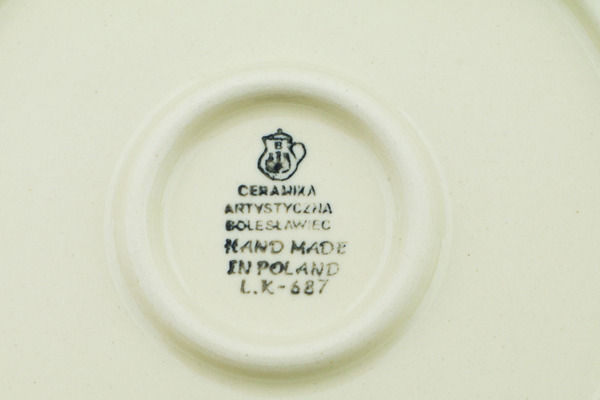 B
CERAMIKA
ARTYSTYCZNA
BOLESŁAWIEC
HAND MADE
IN POLAND
L.K-687